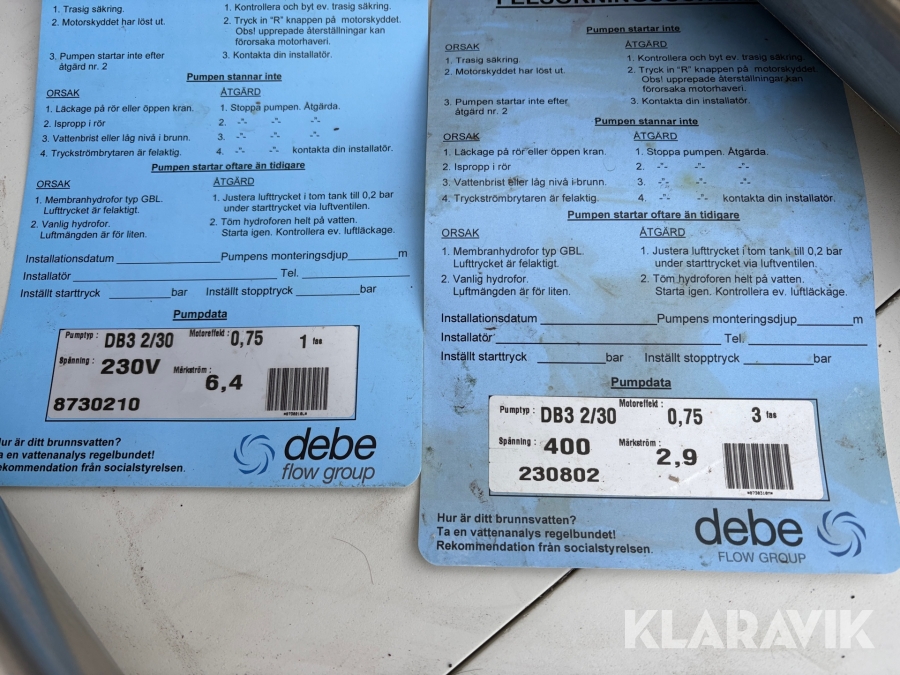 1. Trasig säkring.
1. Kontrollera och byt ev. trasig säkring.
2. Motorskyddet har löst ut.
2. Tryck in "R" knappen på motorskyddet.
Obs! upprepade återställningar kan
förorsaka motorhaveri.
3. Pumpen startar inte efter
åtgärd nr. 2
3. Kontakta din installatör.
Pumpen stannar inte
ORSAK
ÅTGÄRD
1. Läckage på rör eller öppen kran.
1. Stoppa pumpen. Åtgärda.
2. Ispropp i rör
2. -"- -"- -"-
3. Vattenbrist eller låg nivå i brunn.
3. -"- -"- -"-
4. Tryckströmbrytaren är felaktig.
4. -"- -"- -"- kontakta din installatör.
Pumpen startar oftare än tidigare
ORSAK
ÅTGÄRD
1. Membranhydrofor typ GBL.
Lufttrycket är felaktigt.
1. Justera lufttrycket i tom tank till 0,2 bar
under starttrycket via luftventilen.
2. Vanlig hydrofor.
Luftmängden är för liten.
2. Töm hydroforen helt på vatten.
Starta igen. Kontrollera ev. luftläckage.
Installationsdatum Pumpens monteringsdjup m
Installatör Tel.
Inställt starttryck bar Inställt stopptryck bar
Pumpdata
Pumptyp : DB3 2/30 Motoreffekt : 0,75 1 fas
Spänning : 230V Märkström : 6,4
8730210
Hur är ditt brunnsvatten?
Ta en vattenanalys regelbundet!
Rekommendation från socialstyrelsen.
debe
flow group
Pumpen startar inte
ORSAK
ÅTGÄRD
1. Trasig säkring.
1. Kontrollera och byt ev. trasig säkring.
2. Motorskyddet har löst ut.
2. Tryck in "R" knappen på motorskyddet.
Obs! upprepade återställningar kan
förorsaka motorhaveri.
3. Pumpen startar inte efter
åtgärd nr. 2
3. Kontakta din installatör.
Pumpen stannar inte
ORSAK
ÅTGÄRD
1. Läckage på rör eller öppen kran.
1. Stoppa pumpen. Åtgärda.
2. Ispropp i rör
2. -"- -"- -"-
3. Vattenbrist eller låg nivå i brunn.
3. -"- -"- -"-
4. Tryckströmbrytaren är felaktig.
4. -"- -"- -"- kontakta din installatör.
Pumpen startar oftare än tidigare
ORSAK
ÅTGÄRD
1. Membranhydrofor typ GBL.
Lufttrycket är felaktigt.
1. Justera lufttrycket i tom tank till 0,2 bar
under starttrycket via luftventilen.
2. Vanlig hydrofor.
Luftmängden är för liten.
2. Töm hydroforen helt på vatten.
Starta igen. Kontrollera ev. luftläckage.
Installationsdatum Pumpens monteringsdjup m
Installatör Tel.
Inställt starttryck bar Inställt stopptryck bar
Pumpdata
Pumptyp : DB3 2/30 Motoreffekt : 0,75 3 fas
Spänning : 400 Märkström : 2,9
230802
Hur är ditt brunnsvatten?
Ta en vattenanalys regelbundet!
Rekommendation från socialstyrelsen.
debe
FLOW GROUP
KLARAVIK